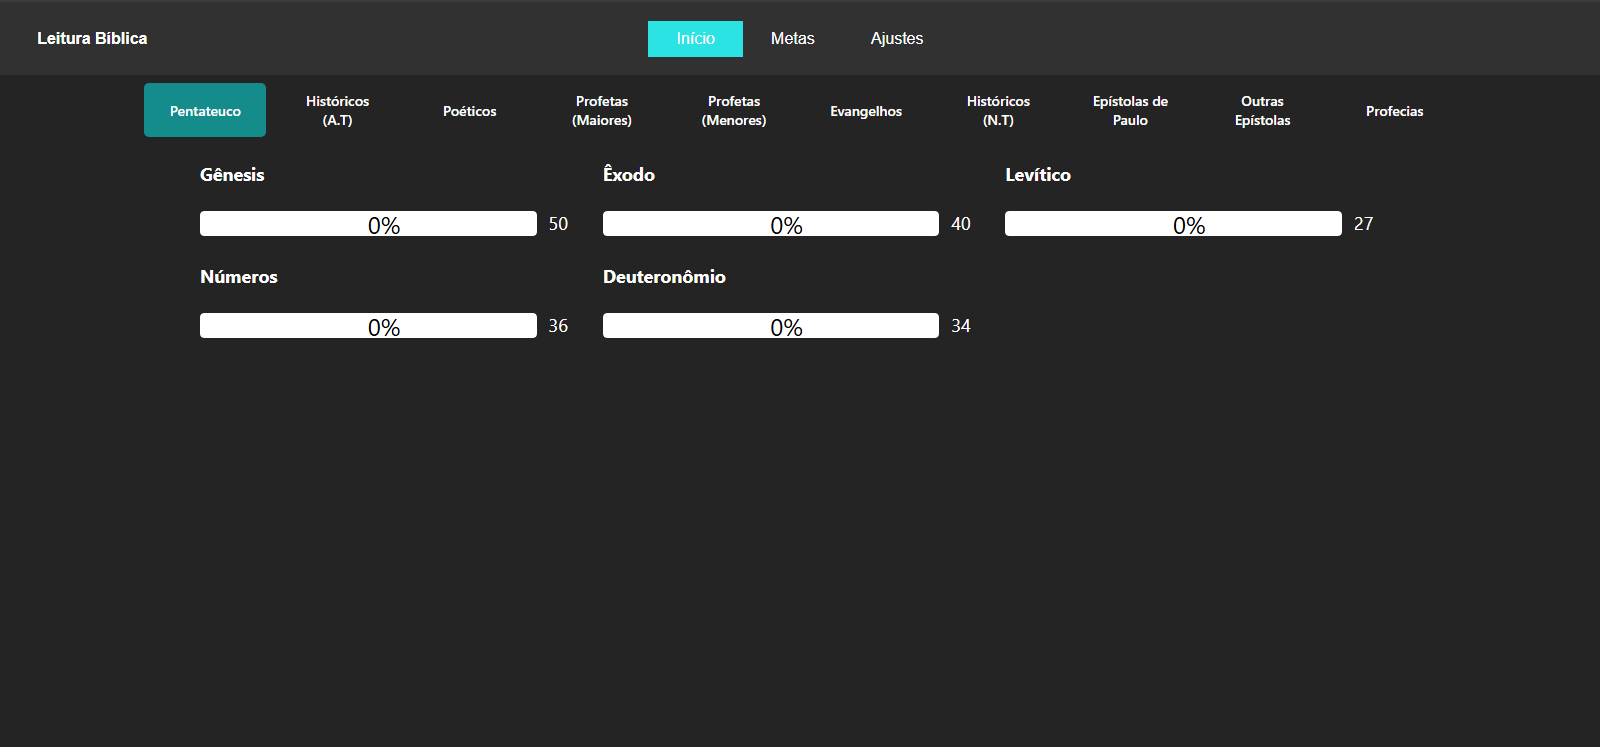 Leitura Bíblica
Início
Metas
Ajustes
Pentateuco
Históricos
(A.T)
Poéticos
Profetas
(Maiores)
Profetas
(Menores)
Evangelhos
Históricos
(N.T)
Epístolas de
Paulo
Outras
Epístolas
Profecias
Gênesis
0%
50
Êxodo
0%
40
Levítico
0%
27
Números
0%
36
Deuteronômio
0%
34